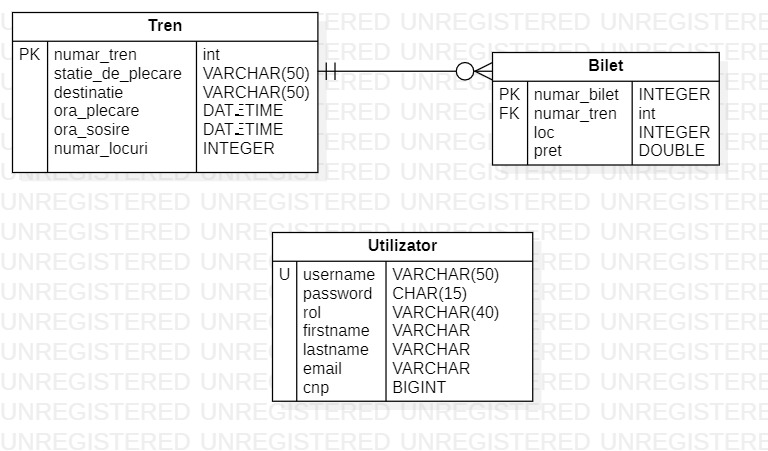 Tren
PK numar_tren int
statie_de_plecare VARCHAR(50)
destinatie VARCHAR(50)
ora_plecare DATETIME
ora_sosire DATETIME
numar_locuri INTEGER
Bilet
PK numar_bilet INTEGER
FK numar_tren int
loc INTEGER
pret DOUBLE
Utilizator
U username VARCHAR(50)
password CHAR(15)
rol VARCHAR(40)
firstname VARCHAR
lastname VARCHAR
email VARCHAR
cnp BIGINT
UNREGISTERED UNREGISTERED UNREGISTERED UNREGISTERED